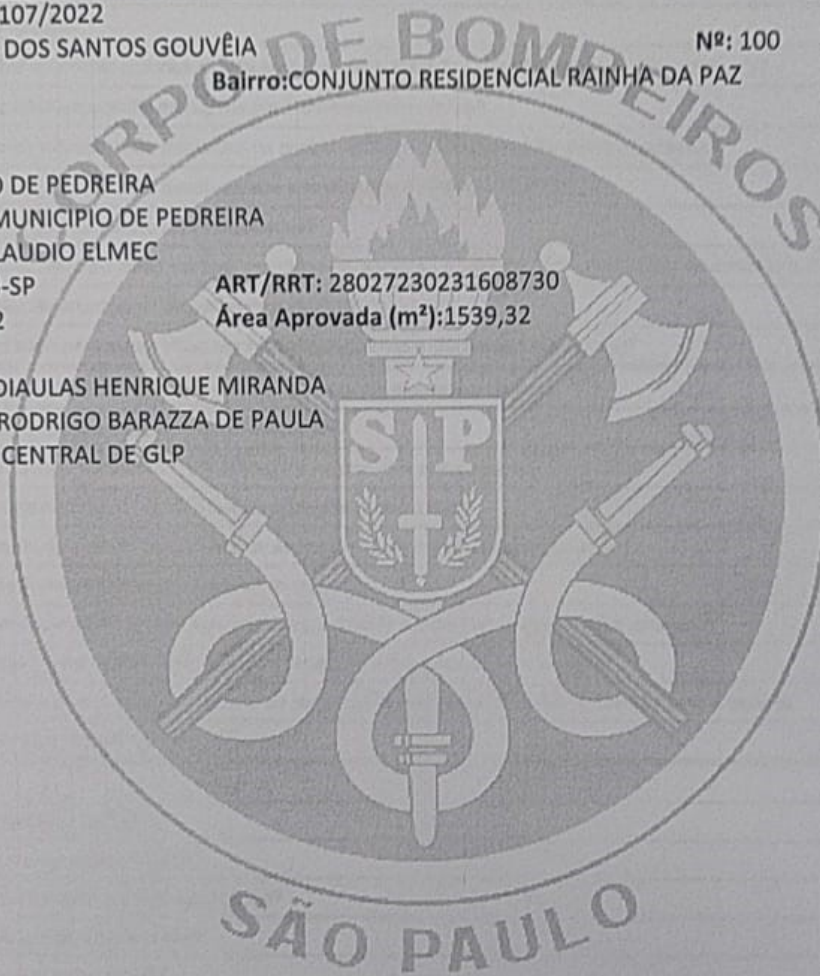 107/2022
DOS SANTOS GOUVÊIA Nº: 100
Bairro:CONJUNTO RESIDENCIAL RAINHA DA PAZ
DE PEDREIRA
MUNICIPIO DE PEDREIRA
AUDIO ELMEC
-SP ART/RRT: 28027230231608730
2 Área Aprovada (m²):1539,32
DIAULAS HENRIQUE MIRANDA
RODRIGO BARAZZA DE PAULA
CENTRAL DE GLP
CORPO DE BOMBEIROS
SP
SÃO PAULO